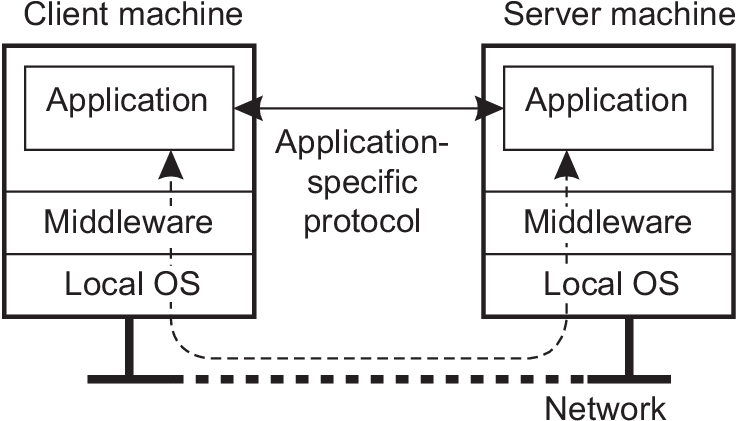 Client machine
Server machine
Application
Application
Application-
specific
protocol
Middleware
Middleware
Local OS
Local OS
Network